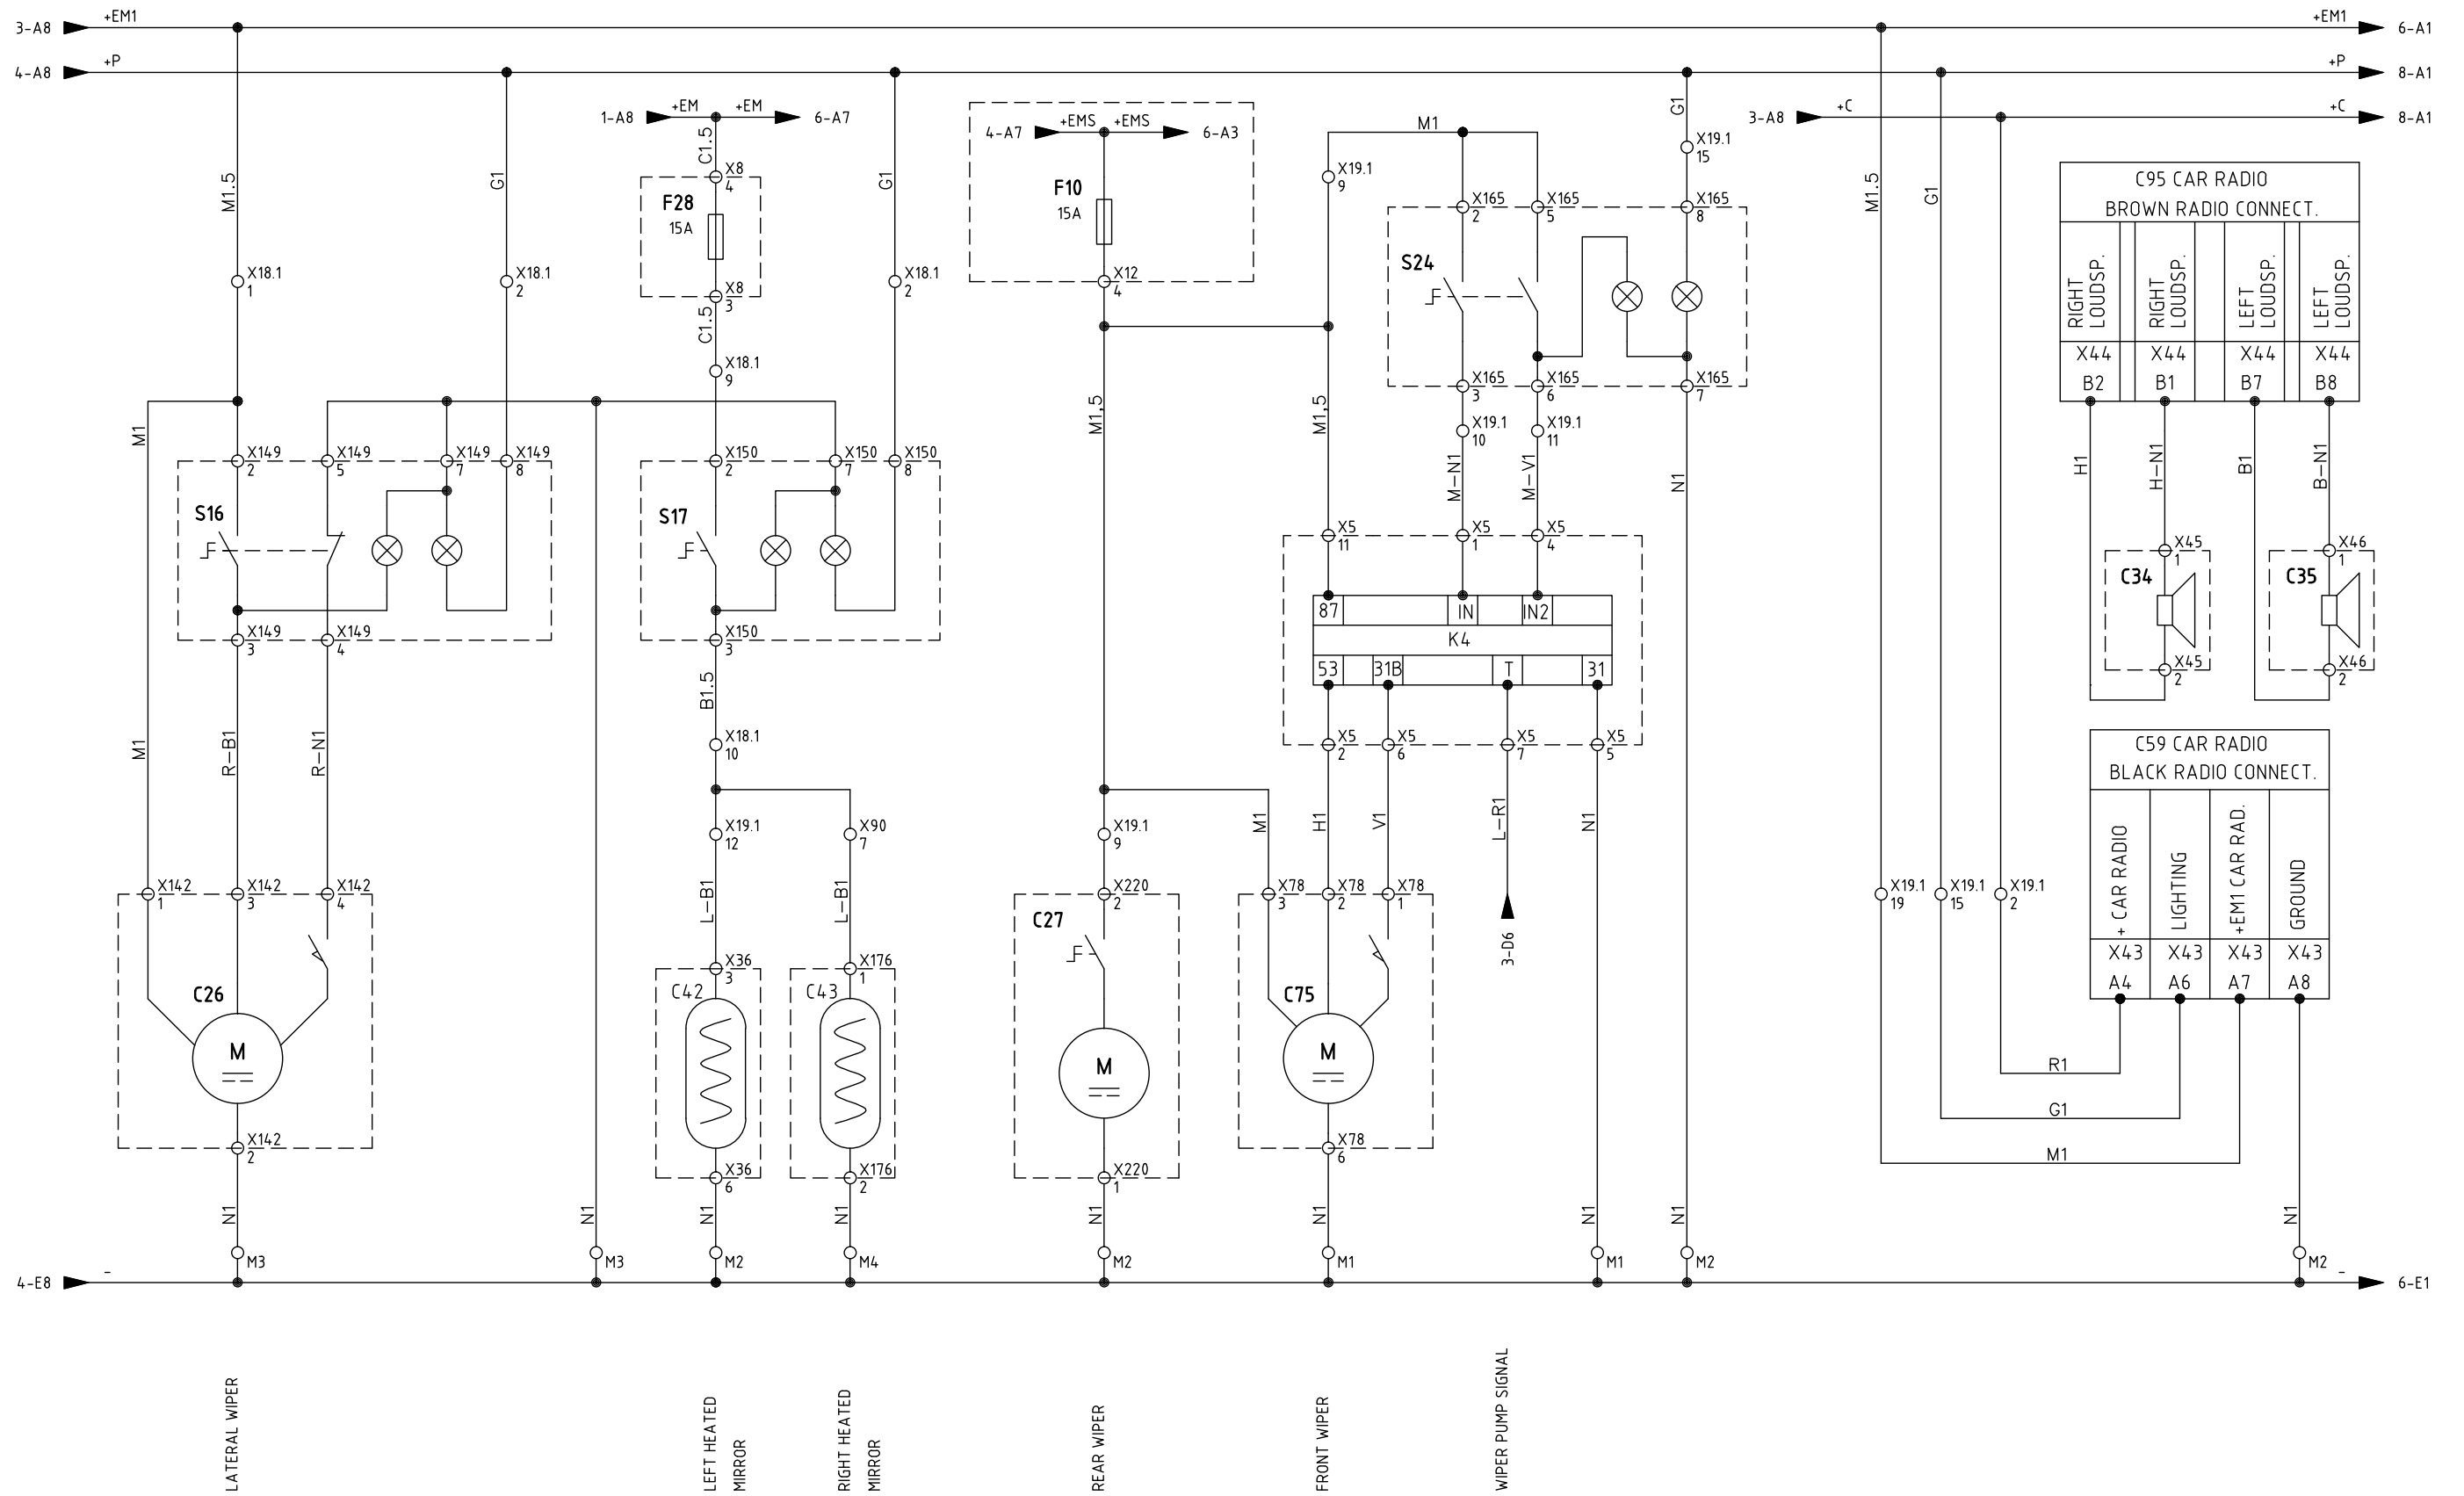 3-A8 +EM1 +EM1 6-A1
4-A8 +P +P 8-A1
1-A8 +EM +EM 6-A7
4-A7 +EMS +EMS 6-A3
3-A8 +C +C 8-A1
M1.5
X18.1
1
M1
X149
2
X149
5
X149
7
X149
8
S16
X149
3
X149
4
M1
R-B1
R-N1
X142
1
X142
3
X142
4
C26
M
X142
2
N1
M3
G1
X18.1
2
N1
M3
C1.5
X8
4
F28
15A
X8
3
C1.5
X18.1
9
X150
2
X150
7
X150
8
S17
X150
3
B1.5
X18.1
10
X19.1
12
X90
7
L-B1
L-B1
X36
3
C42
X36
6
N1
M2
X176
1
C43
X176
2
N1
M4
G1
X18.1
2
F10
15A
X12
4
M1,5
X19.1
9
X220
2
C27
M
X220
1
N1
M2
M1
X19.1
9
M1,5
X165
2
X165
5
X165
8
S24
X165
3
X165
6
X165
7
X19.1
10
X19.1
11
M-N1
M-V1
X5
11
X5
1
X5
4
87 IN IN2
K4
53 31B T 31
X5
2
X5
6
X5
7
X5
5
M1
H1
V1
L-R1
N1
X78
3
X78
2
X78
1
3-D6
C75
M
X78
6
N1
M1
N1
M1
G1
X19.1
15
N1
N1
M2
M1.5
G1
X19.1
19
X19.1
15
X19.1
2
C95 CAR RADIO
BROWN RADIO CONNECT.
RIGHT
LOUDSP.
RIGHT
LOUDSP.
LEFT
LOUDSP.
LEFT
LOUDSP.
X44 X44 X44 X44
B2 B1 B7 B8
H1
H-N1
B1
B-N1
X45
1
C34
X45
2
X46
1
C35
X46
2
C59 CAR RADIO
BLACK RADIO CONNECT.
+ CAR RADIO
LIGHTING
+EM1 CAR RAD.
GROUND
X43 X43 X43 X43
A4 A6 A7 A8
R1
G1
M1
N1
M2
4-E8 - - 6-E1
LATERAL WIPER
LEFT HEATED
MIRROR
RIGHT HEATED
MIRROR
REAR WIPER
FRONT WIPER
WIPER PUMP SIGNAL